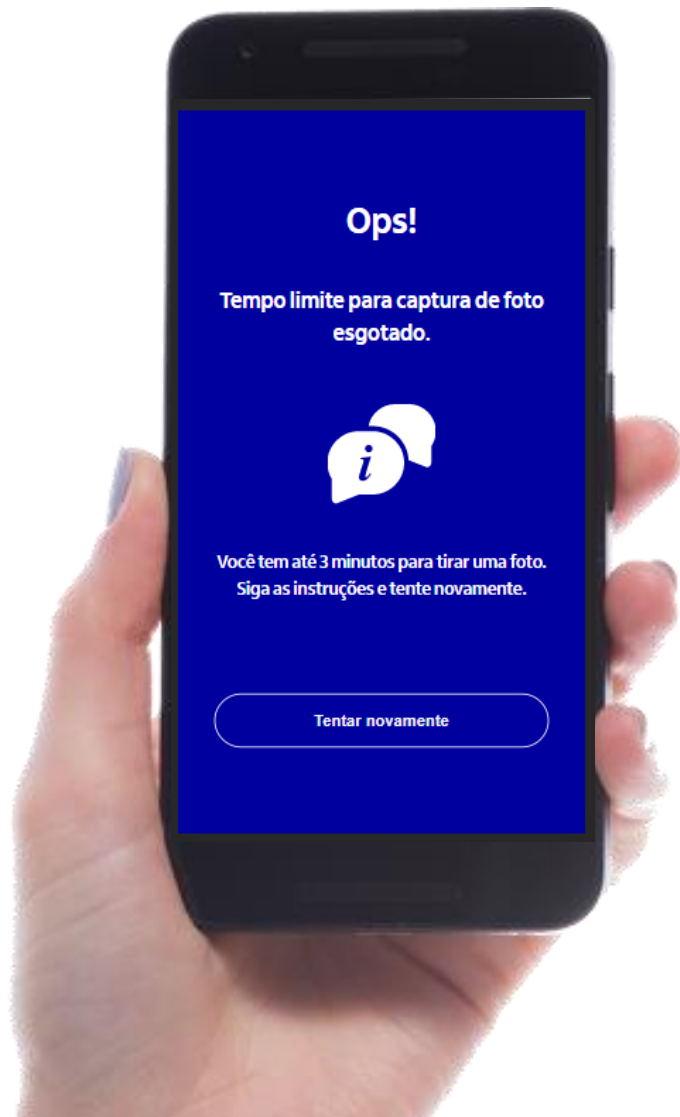 Ops!
Tempo limite para captura de foto
esgotado.
i
Você tem até 3 minutos para tirar uma foto.
Siga as instruções e tente novamente.
Tentar novamente